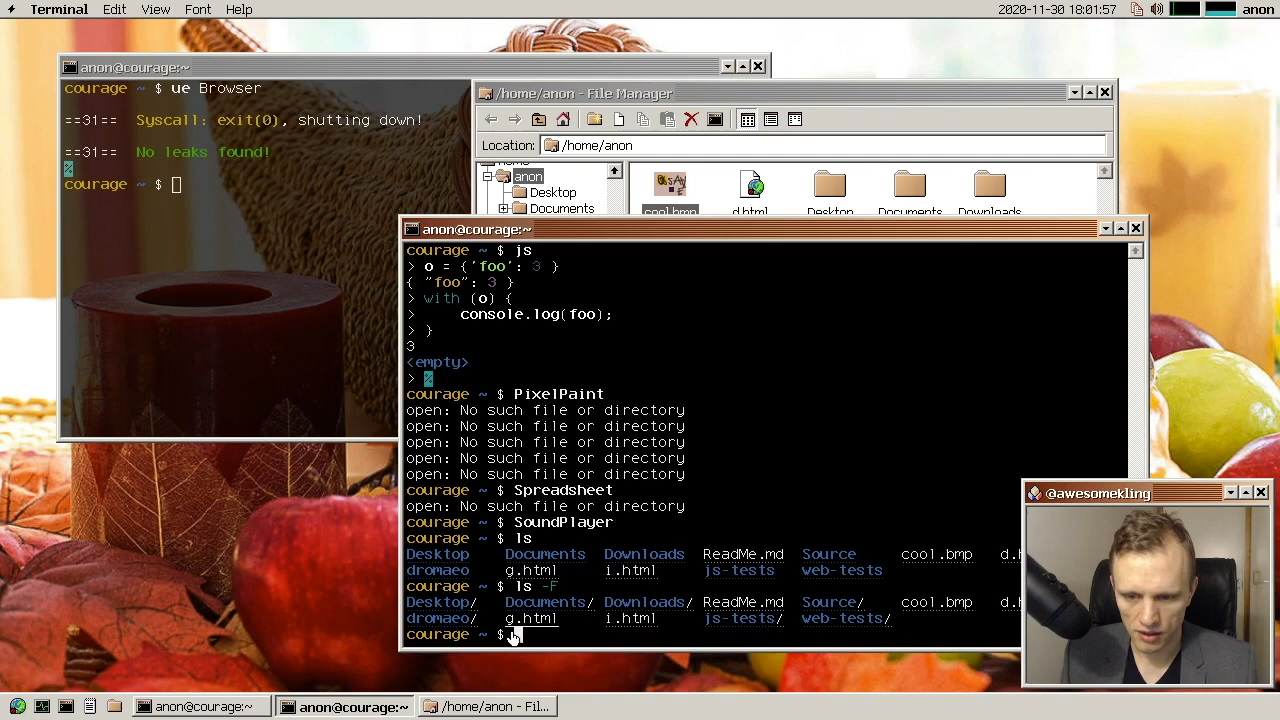 Terminal Edit View Font Help 2020-11-30 18:01:57 anon
anon@courage:~
courage ~ $ ue Browser
==31== Syscall: exit(0), shutting down!
==31== No leaks found!
%
courage ~ $
/home/anon - File Manager
Location: /home/anon
anon
Desktop
Documents
cool.bmp d.html Desktop Documents Downloads
anon@courage:~
courage ~ $ js
> o = {'foo': 3 }
{ "foo": 3 }
> with (o) {
> console.log(foo);
> }
3
<empty>
> %
courage ~ $ PixelPaint
open: No such file or directory
open: No such file or directory
open: No such file or directory
open: No such file or directory
open: No such file or directory
courage ~ $ Spreadsheet
open: No such file or directory
courage ~ $ SoundPlayer
courage ~ $ ls
Desktop Documents Downloads ReadMe.md Source cool.bmp
dromaeo g.html i.html js-tests web-tests
courage ~ $ ls -F
Desktop/ Documents/ Downloads/ ReadMe.md Source/ cool.bmp
dromaeo/ g.html i.html js-tests/ web-tests/
courage ~ $
@awesomekling
anon@courage:~ anon@courage:~ /home/anon - Fil...